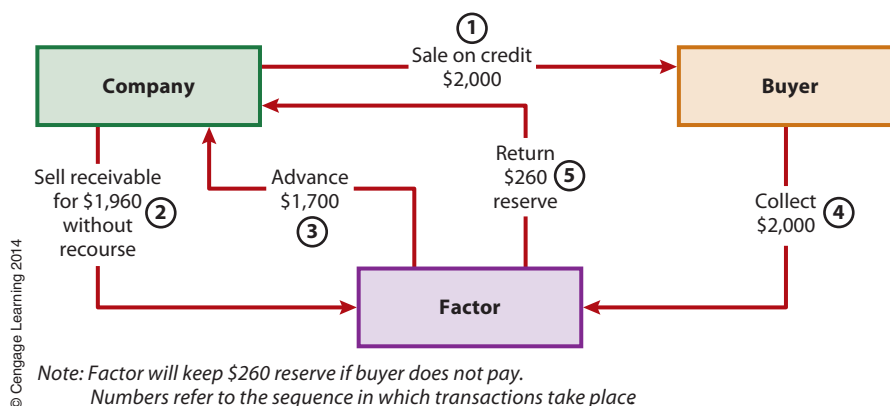 1
Sale on credit
$2,000
Company
Buyer
Sell receivable
for $1,960
without
recourse
2
Advance
$1,700
3
Return
$260
reserve
5
Collect
$2,000
4
Factor
© Cengage Learning 2014
Note: Factor will keep $260 reserve if buyer does not pay.
Numbers refer to the sequence in which transactions take place